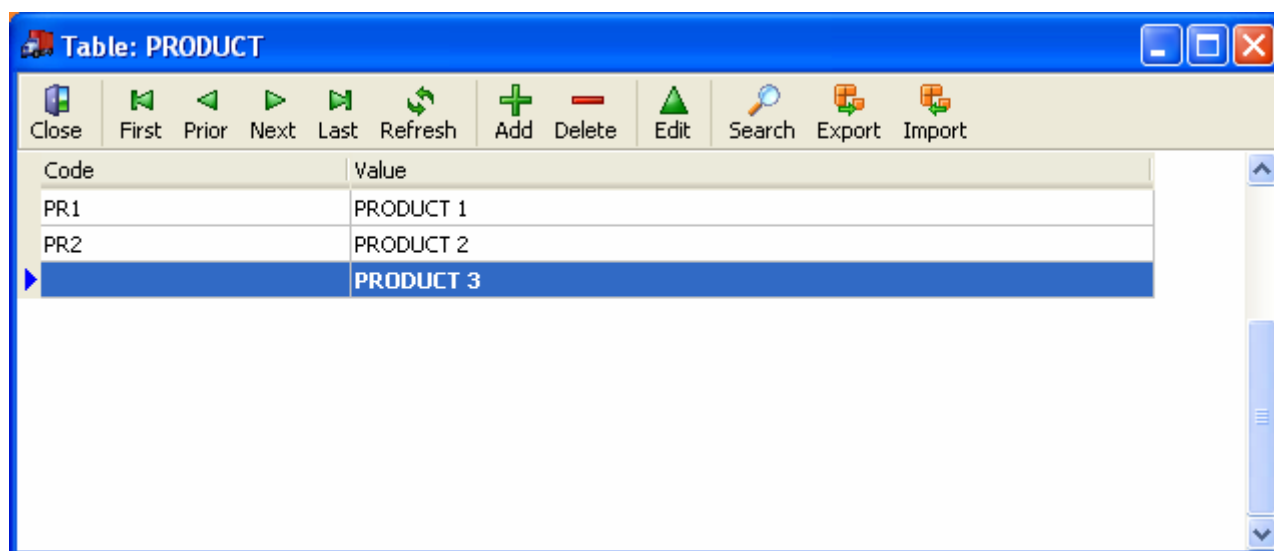 Table: PRODUCT
Close First Prior Next Last Refresh Add Delete Edit Search Export Import
Code Value
PR1 PRODUCT 1
PR2 PRODUCT 2
PRODUCT 3